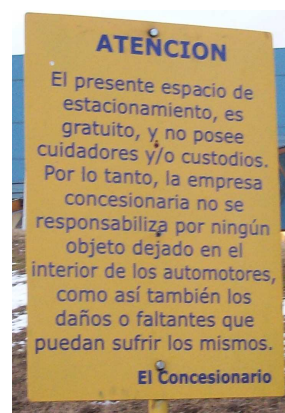 ATENCION
El presente espacio de
estacionamiento, es
gratuito, y no posee
cuidadores y/o custodios.
Por lo tanto, la empresa
concesionaria no se
responsabiliza por ningún
objeto dejado en el
interior de los automotores,
como así también los
daños o faltantes que
puedan sufrir los mismos.
El Concesionario